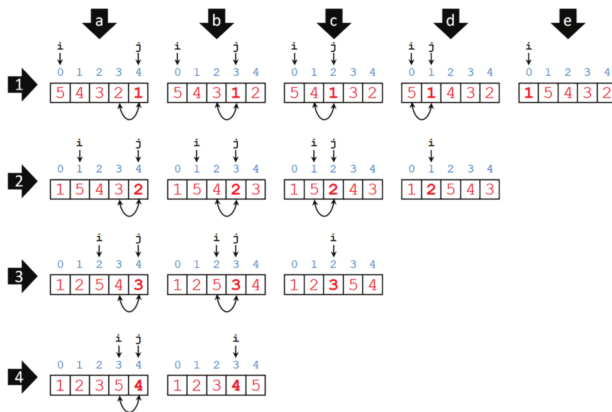 a b c d e
i j i j i j i j i
0 1 2 3 4 0 1 2 3 4 0 1 2 3 4 0 1 2 3 4 0 1 2 3 4
1 5 4 3 2 1 5 4 3 1 2 5 4 1 3 2 5 1 4 3 2 1 5 4 3 2
i j i j i j i
0 1 2 3 4 0 1 2 3 4 0 1 2 3 4 0 1 2 3 4
2 1 5 4 3 2 1 5 4 2 3 1 5 2 4 3 1 2 5 4 3
i j i j i
0 1 2 3 4 0 1 2 3 4 0 1 2 3 4
3 1 2 5 4 3 1 2 5 3 4 1 2 3 5 4
i j i
0 1 2 3 4 0 1 2 3 4
4 1 2 3 5 4 1 2 3 4 5